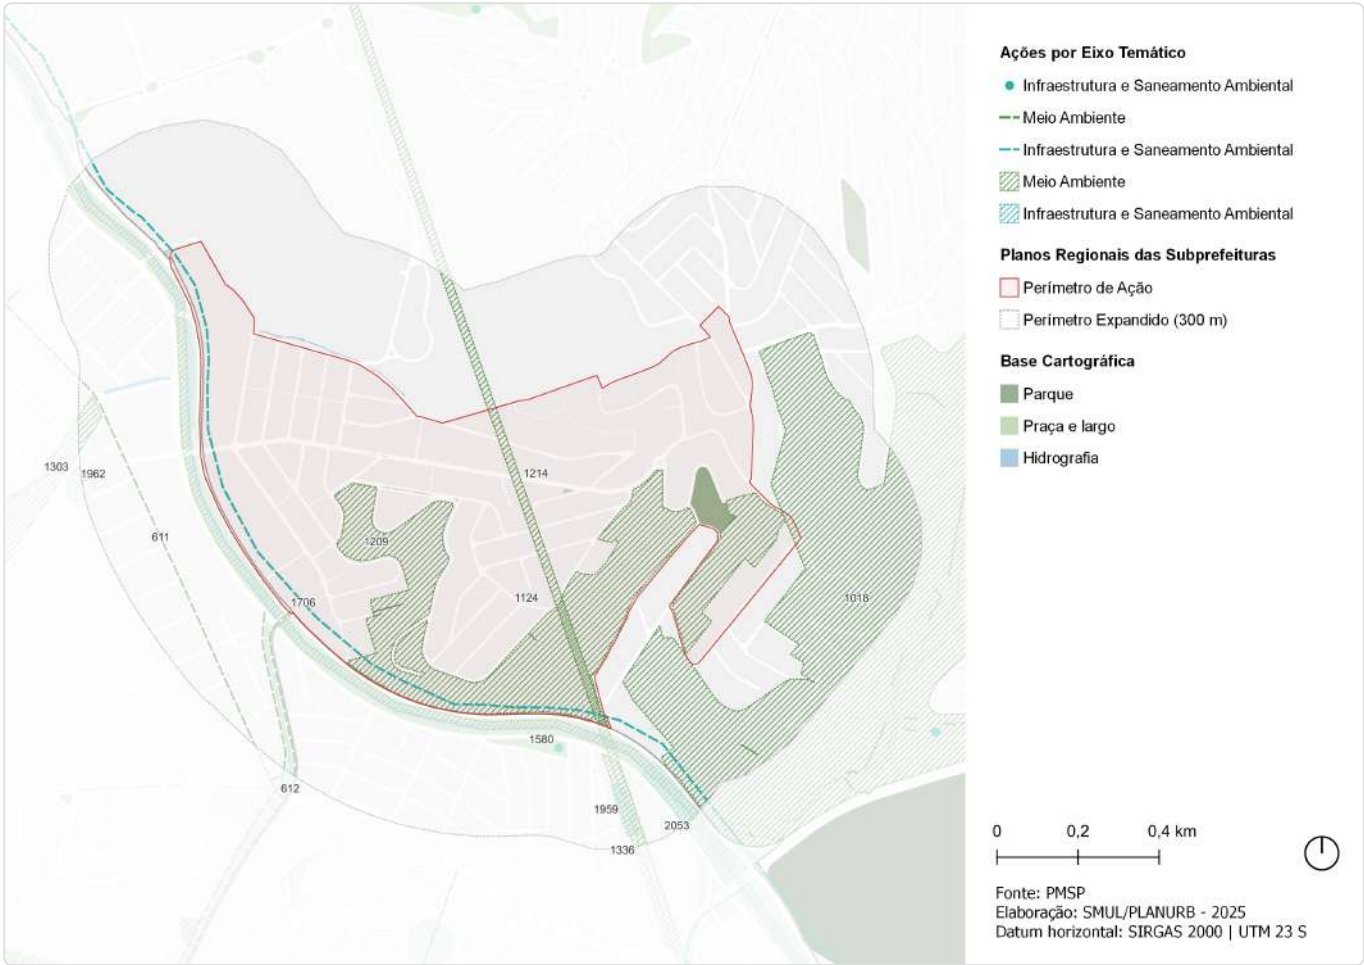 Ações por Eixo Temático
Infraestrutura e Saneamento Ambiental
Meio Ambiente
Infraestrutura e Saneamento Ambiental
Meio Ambiente
Infraestrutura e Saneamento Ambiental
Planos Regionais das Subprefeituras
Perímetro de Ação
Perímetro Expandido (300 m)
Base Cartográfica
Parque
Praça e largo
Hidrografia
1303
1962
1214
611
1209
1706
1124
1018
1580
612
1959
2053
1336
0 0,2 0,4 km
Fonte: PMSP
Elaboração: SMUL/PLANURB - 2025
Datum horizontal: SIRGAS 2000 | UTM 23 S